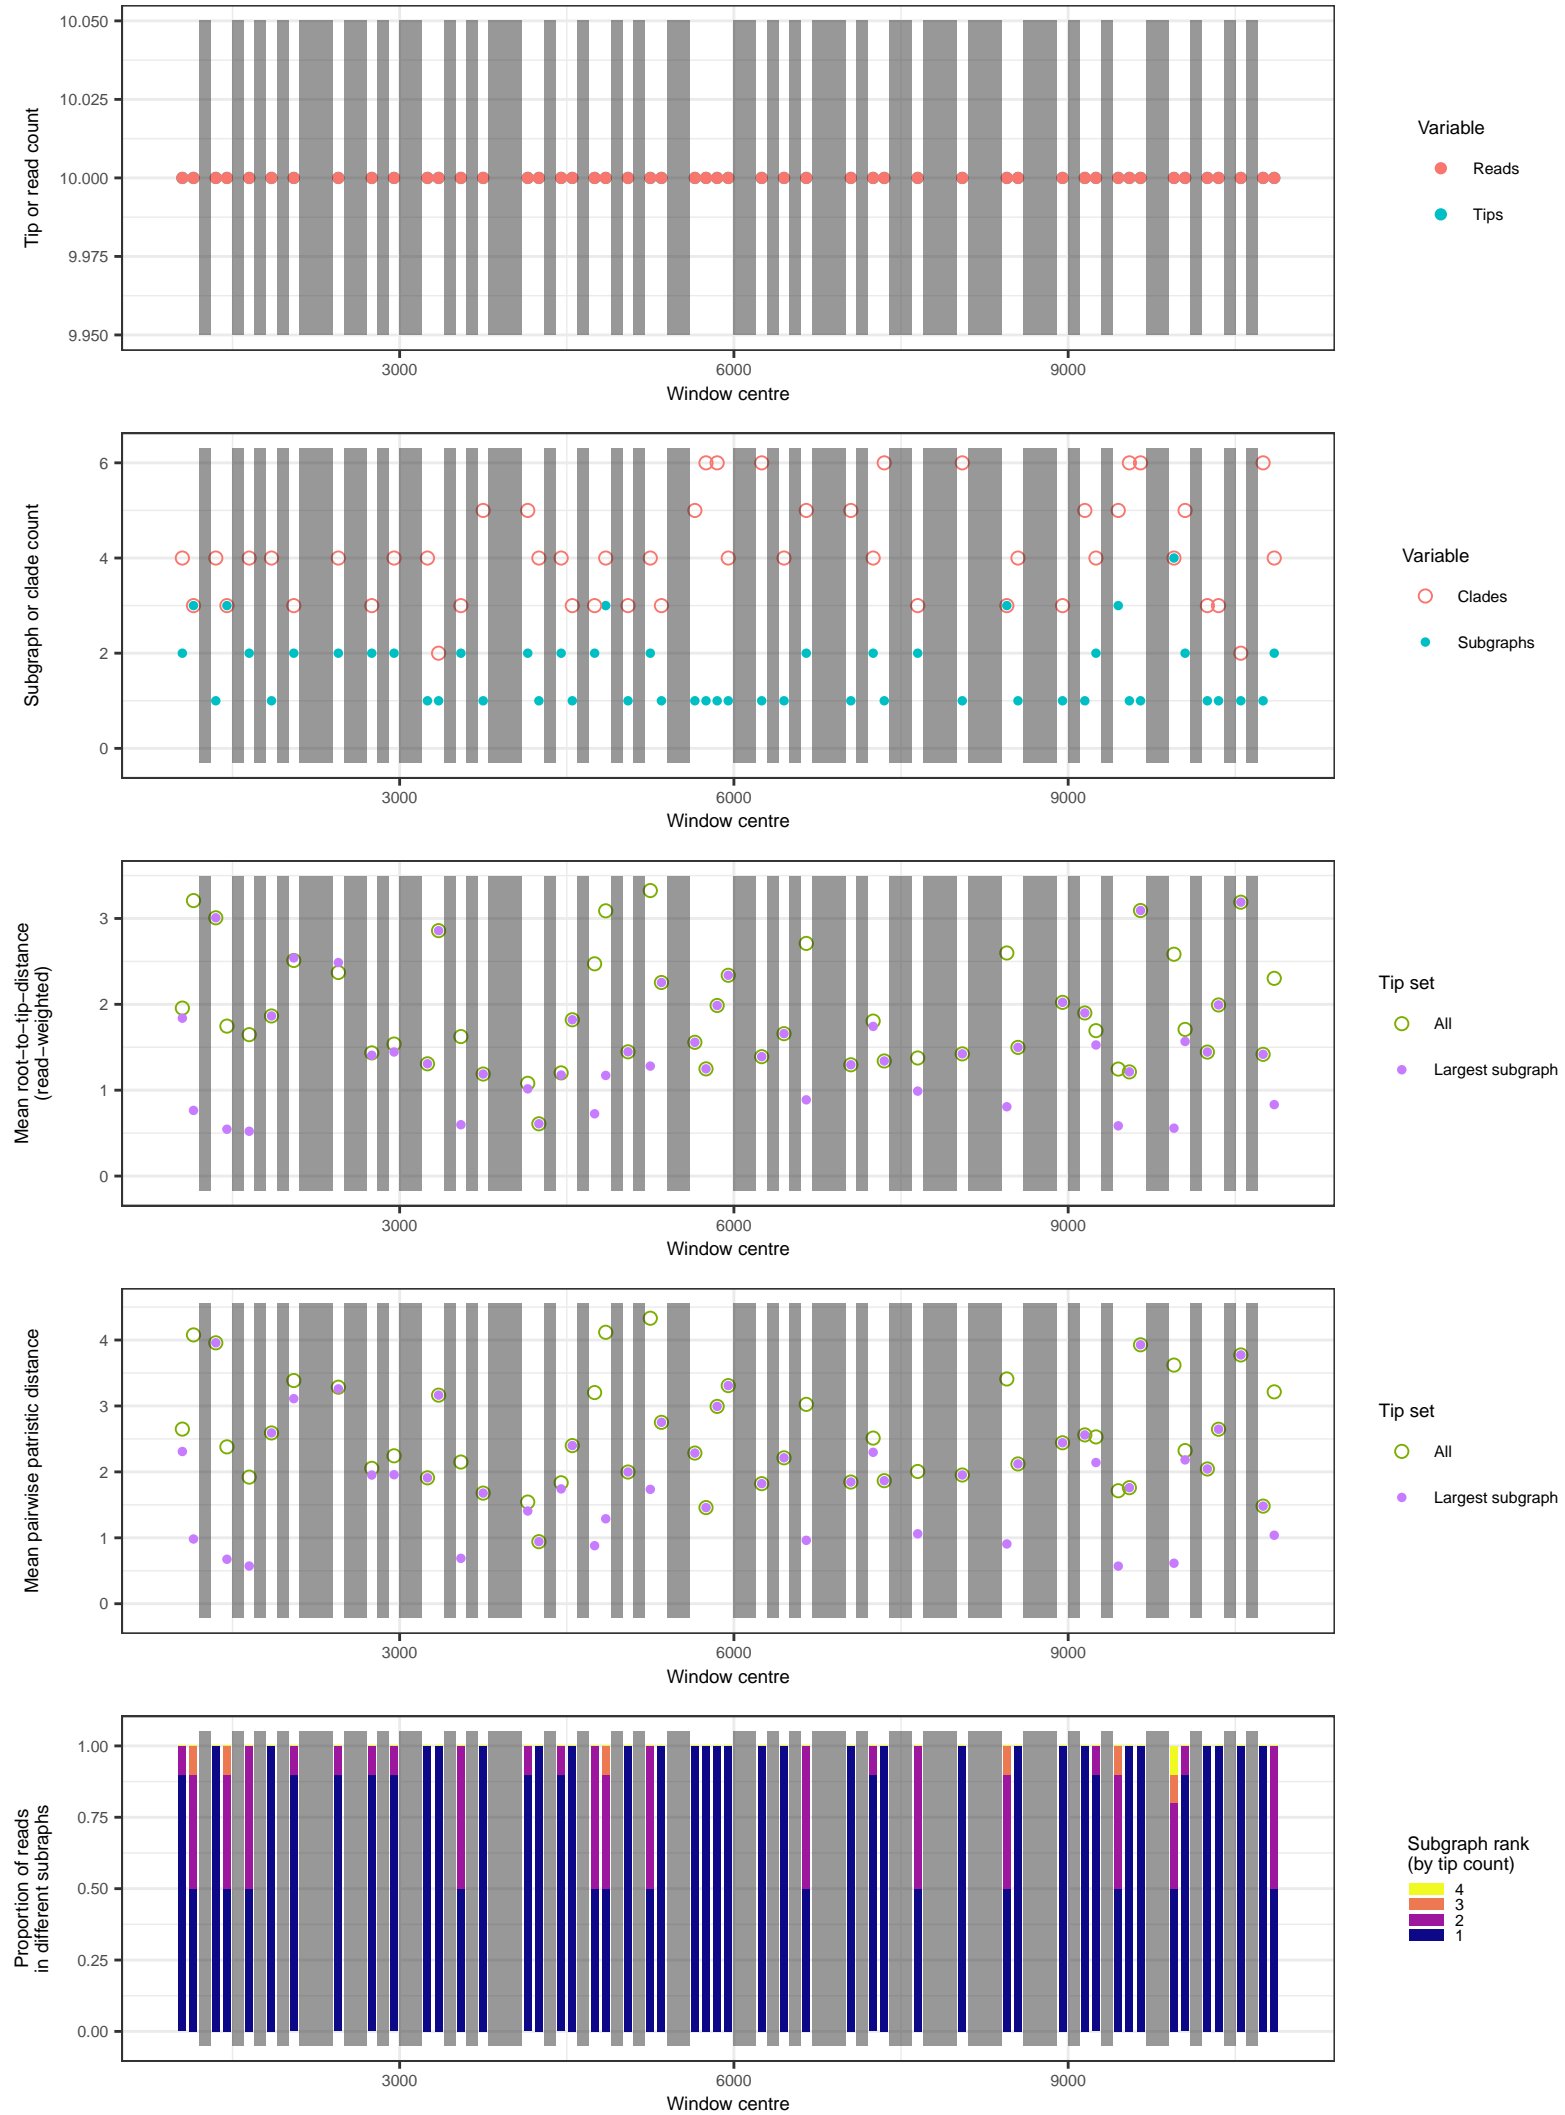 10.050
10.025
10.000
9.975
9.950
Tip or read count
3000
6000
9000
Window centre
Variable
Reads
Tips
6
4
2
0
Subgraph or clade count
3000
6000
9000
Window centre
Variable
Clades
Subgraphs
3
2
1
0
Mean root−to−tip−distance
(read−weighted)
3000
6000
9000
Window centre
Tip set
All
Largest subgraph
4
3
2
1
0
Mean pairwise patristic distance
3000
6000
9000
Window centre
Tip set
All
Largest subgraph
1.00
0.75
0.50
0.25
0.00
Proportion of reads
in different subraphs
3000
6000
9000
Window centre
Subgraph rank
(by tip count)
4
3
2
1